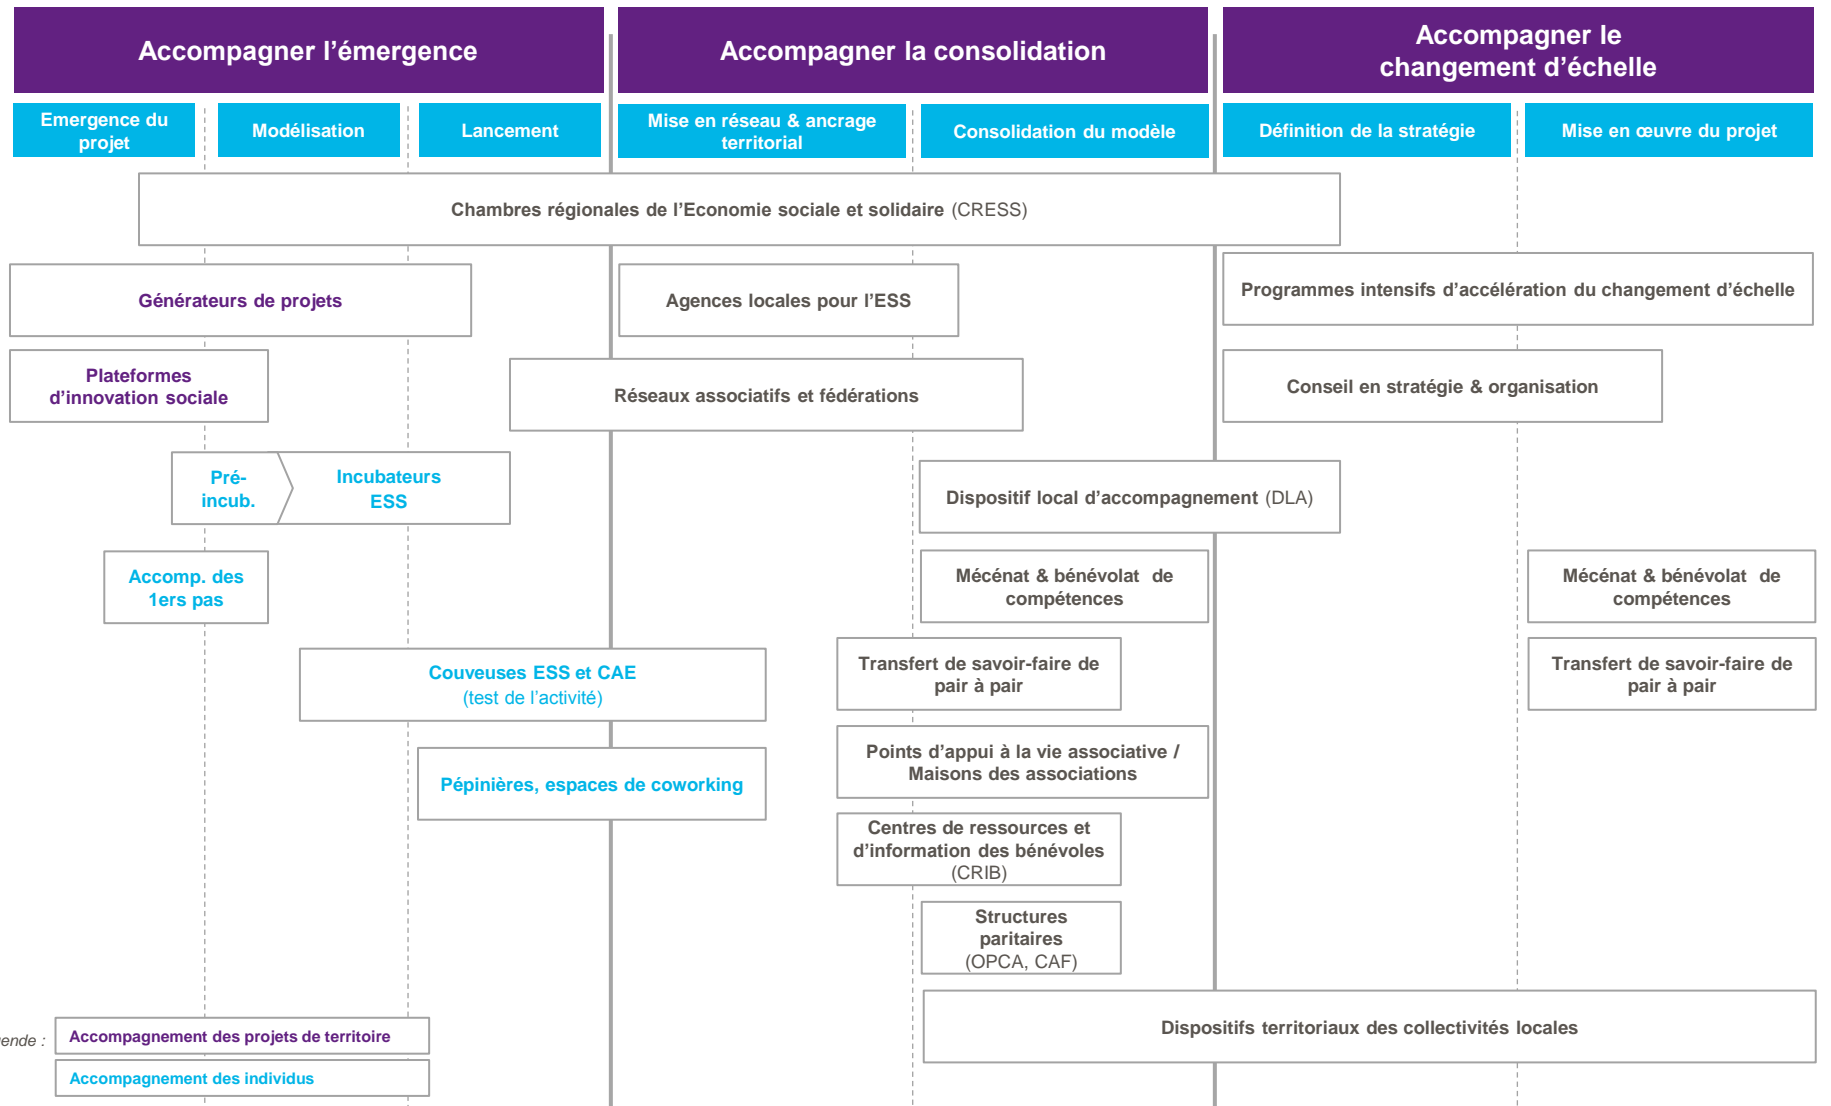 Accompagner l’émergence
Accompagner la consolidation
Accompagner le
changement d’échelle
Emergence du
projet
Modélisation
Lancement
Mise en réseau & ancrage
territorial
Consolidation du modèle
Définition de la stratégie
Mise en œuvre du projet
Chambres régionales de l’Economie sociale et solidaire (CRESS)
Générateurs de projets
Agences locales pour l’ESS
Programmes intensifs d’accélération du changement d’échelle
Plateformes
d’innovation sociale
Réseaux associatifs et fédérations
Conseil en stratégie & organisation
Pré-
incub.
Incubateurs
ESS
Dispositif local d’accompagnement (DLA)
Accomp. des
1ers pas
Mécénat & bénévolat de
compétences
Mécénat & bénévolat de
compétences
Couveuses ESS et CAE
(test de l’activité)
Transfert de savoir-faire de
pair à pair
Transfert de savoir-faire de
pair à pair
Pépinières, espaces de coworking
Points d’appui à la vie associative /
Maisons des associations
Centres de ressources et
d’information des bénévoles
(CRIB)
Structures
paritaires
(OPCA, CAF)
Dispositifs territoriaux des collectivités locales
ende :
Accompagnement des projets de territoire
Accompagnement des individus